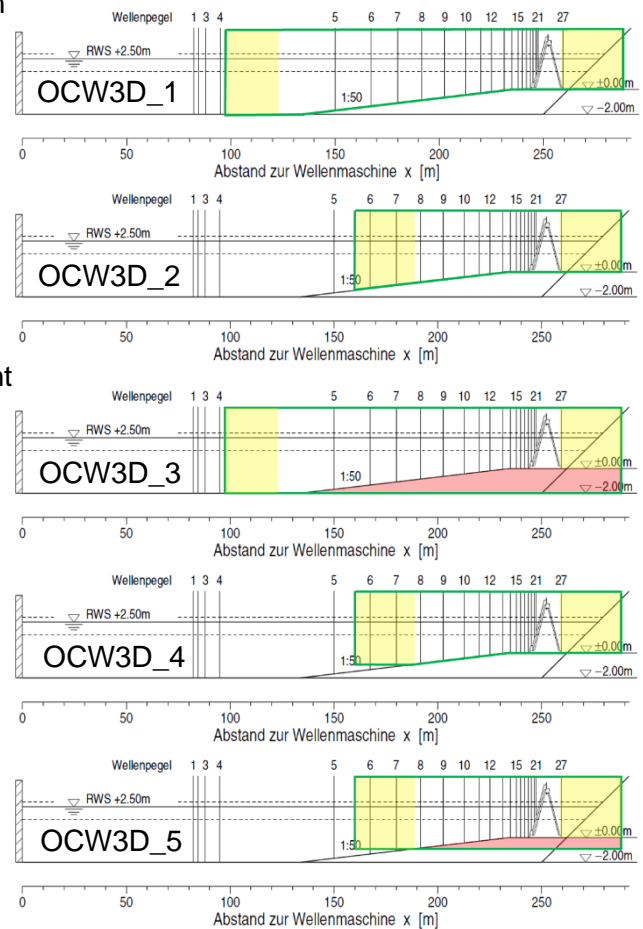 n
Wellenpegel 1 3 4 5 6 7 8 9 10 12 15 21 27
RWS +2.50m
OCW3D_1
1:50
±0.00m
−2.00m
0 50 100 150 200 250
Abstand zur Wellenmaschine x [m]
Wellenpegel 1 3 4 5 6 7 8 9 10 12 15 21 27
RWS +2.50m
OCW3D_2
1:50
±0.00m
−2.00m
0 50 100 150 200 250
Abstand zur Wellenmaschine x [m]
nt
Wellenpegel 1 3 4 5 6 7 8 9 10 12 15 21 27
RWS +2.50m
OCW3D_3
1:50
±0.00m
−2.00m
0 50 100 150 200 250
Abstand zur Wellenmaschine x [m]
Wellenpegel 1 3 4 5 6 7 8 9 10 12 15 21 27
RWS +2.50m
OCW3D_4
1:50
±0.00m
−2.00m
0 50 100 150 200 250
Abstand zur Wellenmaschine x [m]
Wellenpegel 1 3 4 5 6 7 8 9 10 12 15 21 27
RWS +2.50m
OCW3D_5
1:50
±0.00m
−2.00m
0 50 100 150 200 250
Abstand zur Wellenmaschine x [m]